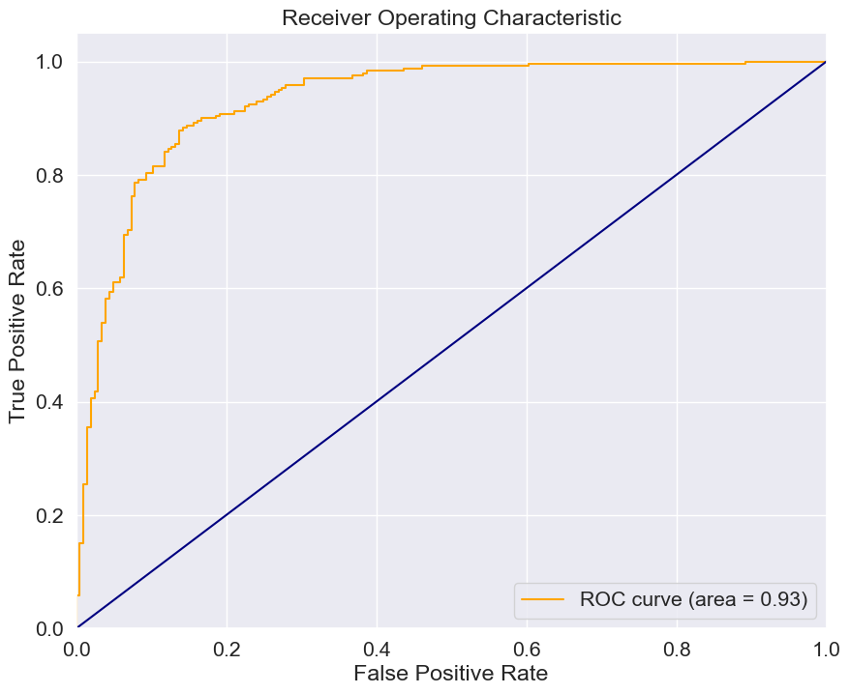 Receiver Operating Characteristic
1.0
0.8
0.6
0.4
0.2
0.0
True Positive Rate
ROC curve (area = 0.93)
0.0 0.2 0.4 0.6 0.8 1.0
False Positive Rate